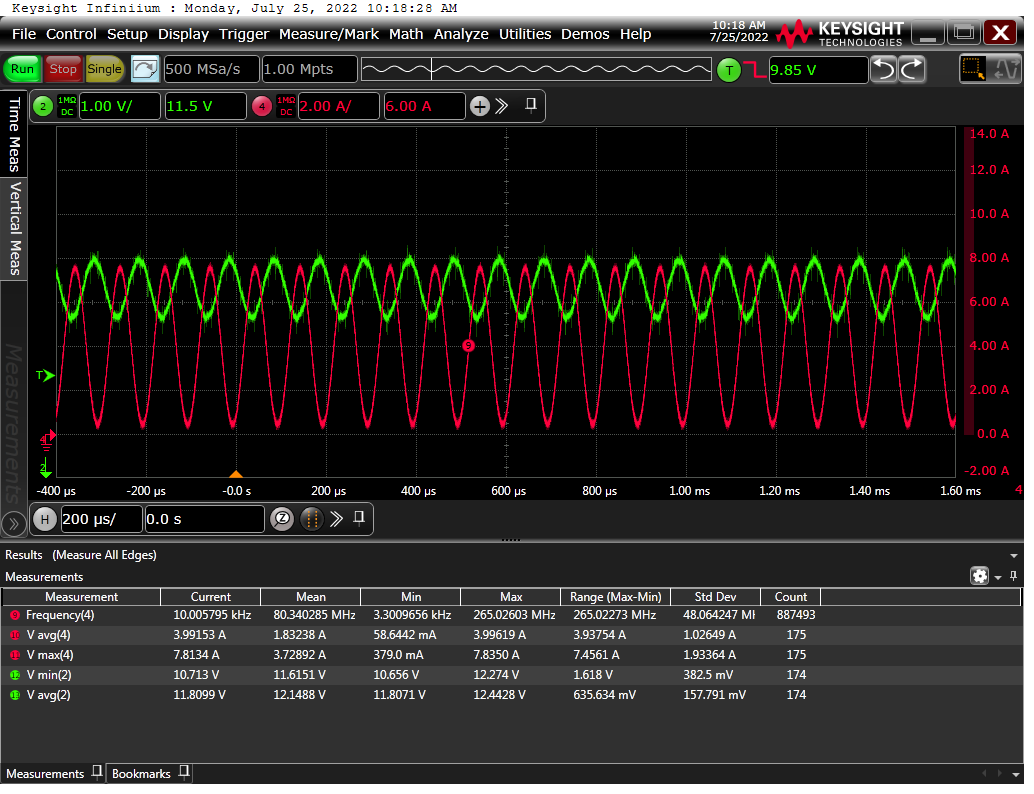 Keysight Infiniium : Monday, July 25, 2022 10:18:28 AM
File Control Setup Display Trigger Measure/Mark Math Analyze Utilities Demos Help
10:18 AM
7/25/2022
KEYSIGHT
TECHNOLOGIES
Run Stop Single 500 MSa/s 1.00 Mpts T 9.85 V
2 1MΩ DC 1.00 V/ 11.5 V 4 1MΩ DC 2.00 A/ 6.00 A
Time Meas
Vertical Meas
Measurements
14.0 A
12.0 A
10.0 A
8.00 A
6.00 A
4.00 A
2.00 A
0.0 A
-2.00 A
9
T
4
2
-400 µs -200 µs -0.0 s 200 µs 400 µs 600 µs 800 µs 1.00 ms 1.20 ms 1.40 ms 1.60 ms 4
H 200 µs/ 0.0 s Z
Results (Measure All Edges)
Measurements
Measurement Current Mean Min Max Range (Max-Min) Std Dev Count
9 Frequency(4) 10.005795 kHz 80.340285 MHz 3.3009656 kHz 265.02603 MHz 265.02273 MHz 48.064247 MH 887493
10 V avg(4) 3.99153 A 1.83238 A 58.6442 mA 3.99619 A 3.93754 A 1.02649 A 175
11 V max(4) 7.8134 A 3.72892 A 379.0 mA 7.8350 A 7.4561 A 1.93364 A 175
12 V min(2) 10.713 V 11.6151 V 10.656 V 12.274 V 1.618 V 382.5 mV 174
13 V avg(2) 11.8099 V 12.1488 V 11.8071 V 12.4428 V 635.634 mV 157.791 mV 174
Measurements Bookmarks